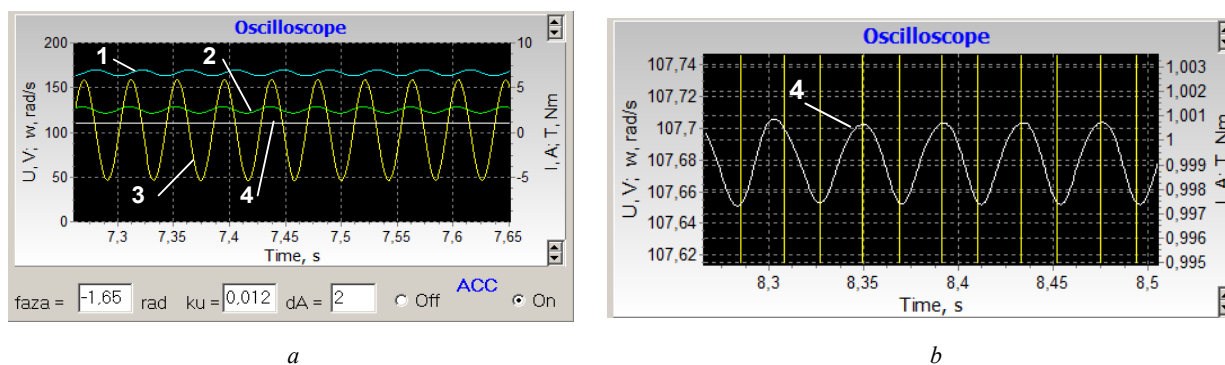 Oscilloscope
200
150
100
50
0
U, V; w, rad/s
10
5
0
-5
I, A; T, Nm
1
2
3
4
7,3 7,35 7,4 7,45 7,5 7,55 7,6 7,65
Time, s
faza = -1,65 rad ku = 0,012 dA = 2 Off ACC On
a
Oscilloscope
107,74
107,72
107,7
107,68
107,66
107,64
107,62
U, V; w, rad/s
1,003
1,002
1,001
1
0,999
0,998
0,997
0,996
0,995
I, A; T, Nm
4
8,3 8,35 8,4 8,45 8,5
Time, s
b